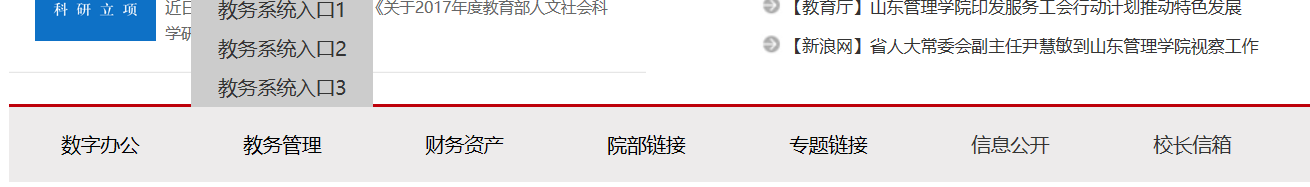 科研立项
近日
《关于2017年度教育部人文社会科
学研
教务系统入口1
教务系统入口2
教务系统入口3
【教育厅】山东管理学院印发服务工会行动计划推动特色发展
【新浪网】省人大常委会副主任尹慧敏到山东管理学院视察工作
数字办公 教务管理 财务资产 院部链接 专题链接 信息公开 校长信箱